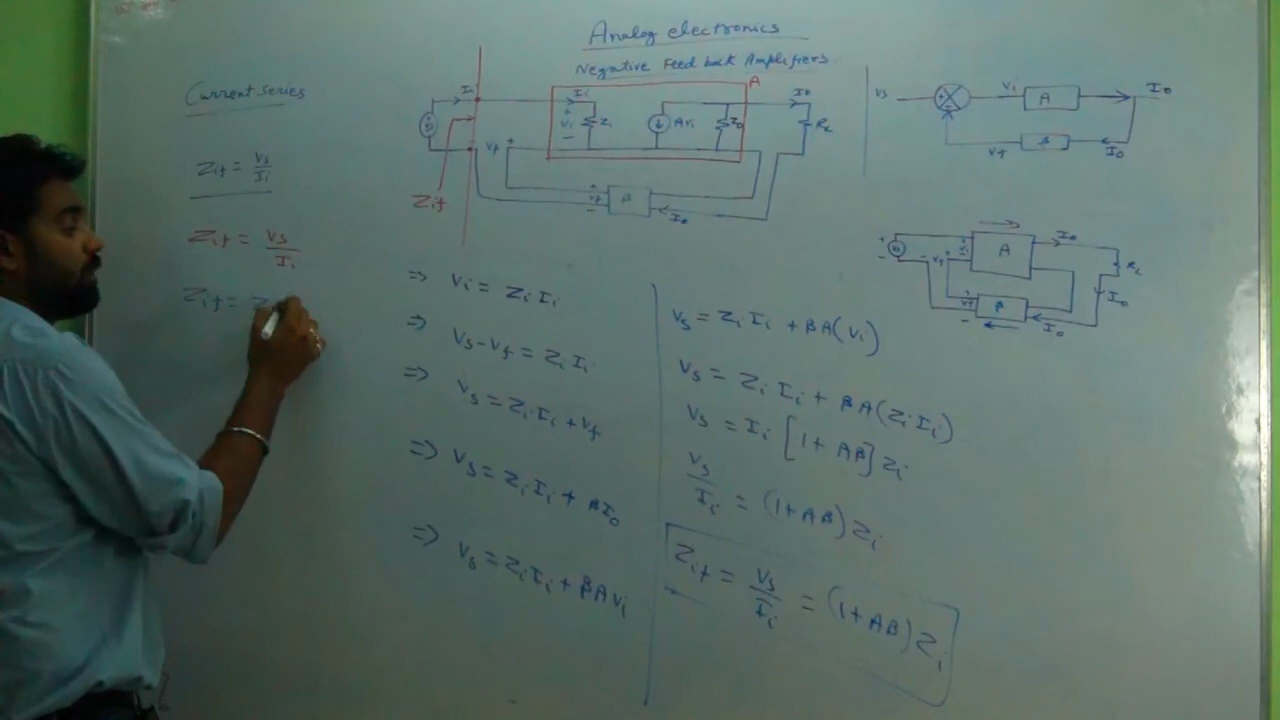 Analog electronics
Negative Feed back Amplifiers
Current series
Zif = Vs/Ii
Zif = Vs/Ii
Zif = Z
Ii
Vi
+
-
Zi
AVi
Zo
A
Io
RL
Vf +
+
Vf
-
β
Io
Zif
Vs
+
-
Vi
A
Io
β
Vf
Io
+
-
A
Io
RL
Vf
+
-
β
Io
Io
⇒ Vi = Zi Ii
⇒ Vs - Vf = Zi Ii
⇒ Vs = Zi Ii + Vf
⇒ Vs = Zi Ii + βIo
⇒ Vs = Zi Ii + βAVi
Vs = Zi Ii + βA(Vi)
Vs = Zi Ii + βA(Zi Ii)
Vs = Ii [1 + Aβ] Zi
Vs/Ii = (1 + Aβ) Zi
Zif = Vs/Ii = (1 + Aβ) Zi